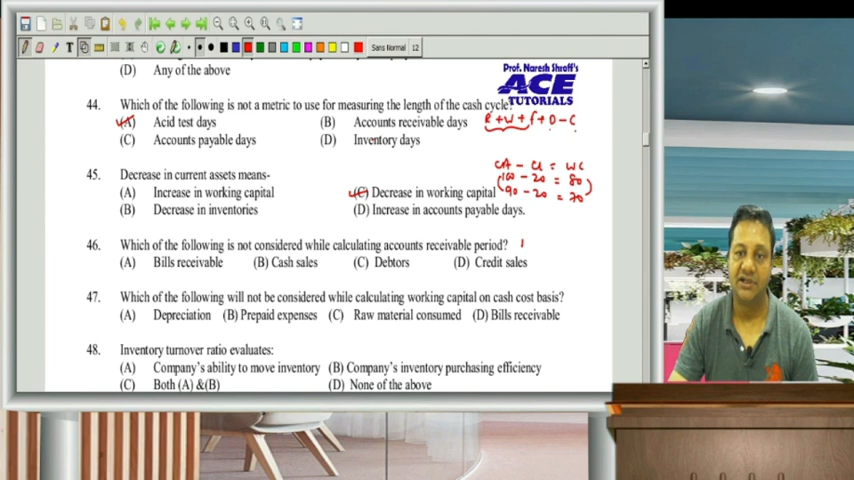 Sans Normal 12
(D) Any of the above
Prof. Naresh Shroff's
ACE
TUTORIALS
44. Which of the following is not a metric to use for measuring the length of the cash cycle?
(A) Acid test days (B) Accounts receivable days
R + W + F + D - C
(C) Accounts payable days (D) Inventory days
CA - CL = WC
45. Decrease in current assets means-
100 - 20 = 80
(A) Increase in working capital (C) Decrease in working capital
90 - 20 = 70
(B) Decrease in inventories (D) Increase in accounts payable days.
46. Which of the following is not considered while calculating accounts receivable period?
(A) Bills receivable (B) Cash sales (C) Debtors (D) Credit sales
47. Which of the following will not be considered while calculating working capital on cash cost basis?
(A) Depreciation (B) Prepaid expenses (C) Raw material consumed (D) Bills receivable
48. Inventory turnover ratio evaluates:
(A) Company's ability to move inventory (B) Company's inventory purchasing efficiency
(C) Both (A) &(B) (D) None of the above